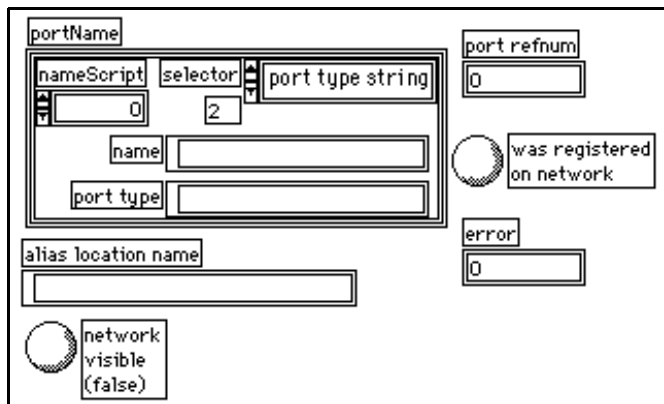 portName
port refnum
nameScript
selector
port type string
0
0
2
name
was registered
on network
port type
error
alias location name
0
network
visible
(false)